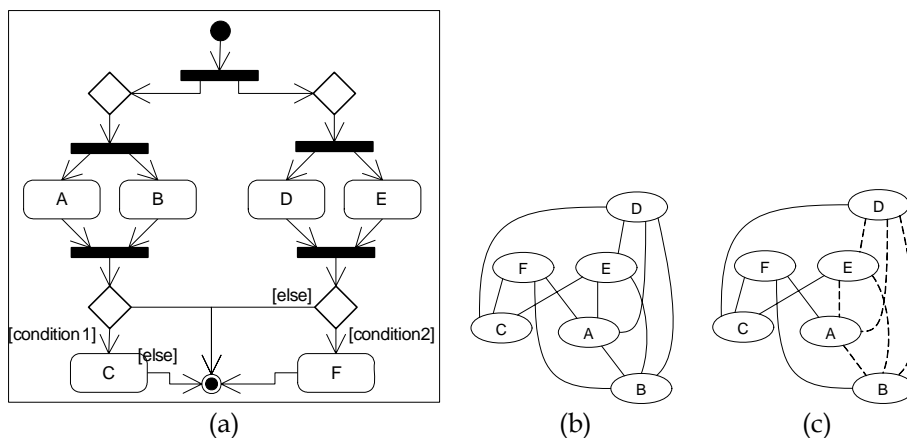 A B D E
[else]
[condition1] [else] [condition2]
C F
(a)
D
F E
C A
B
(b)
D
F E
C A
B
(c)